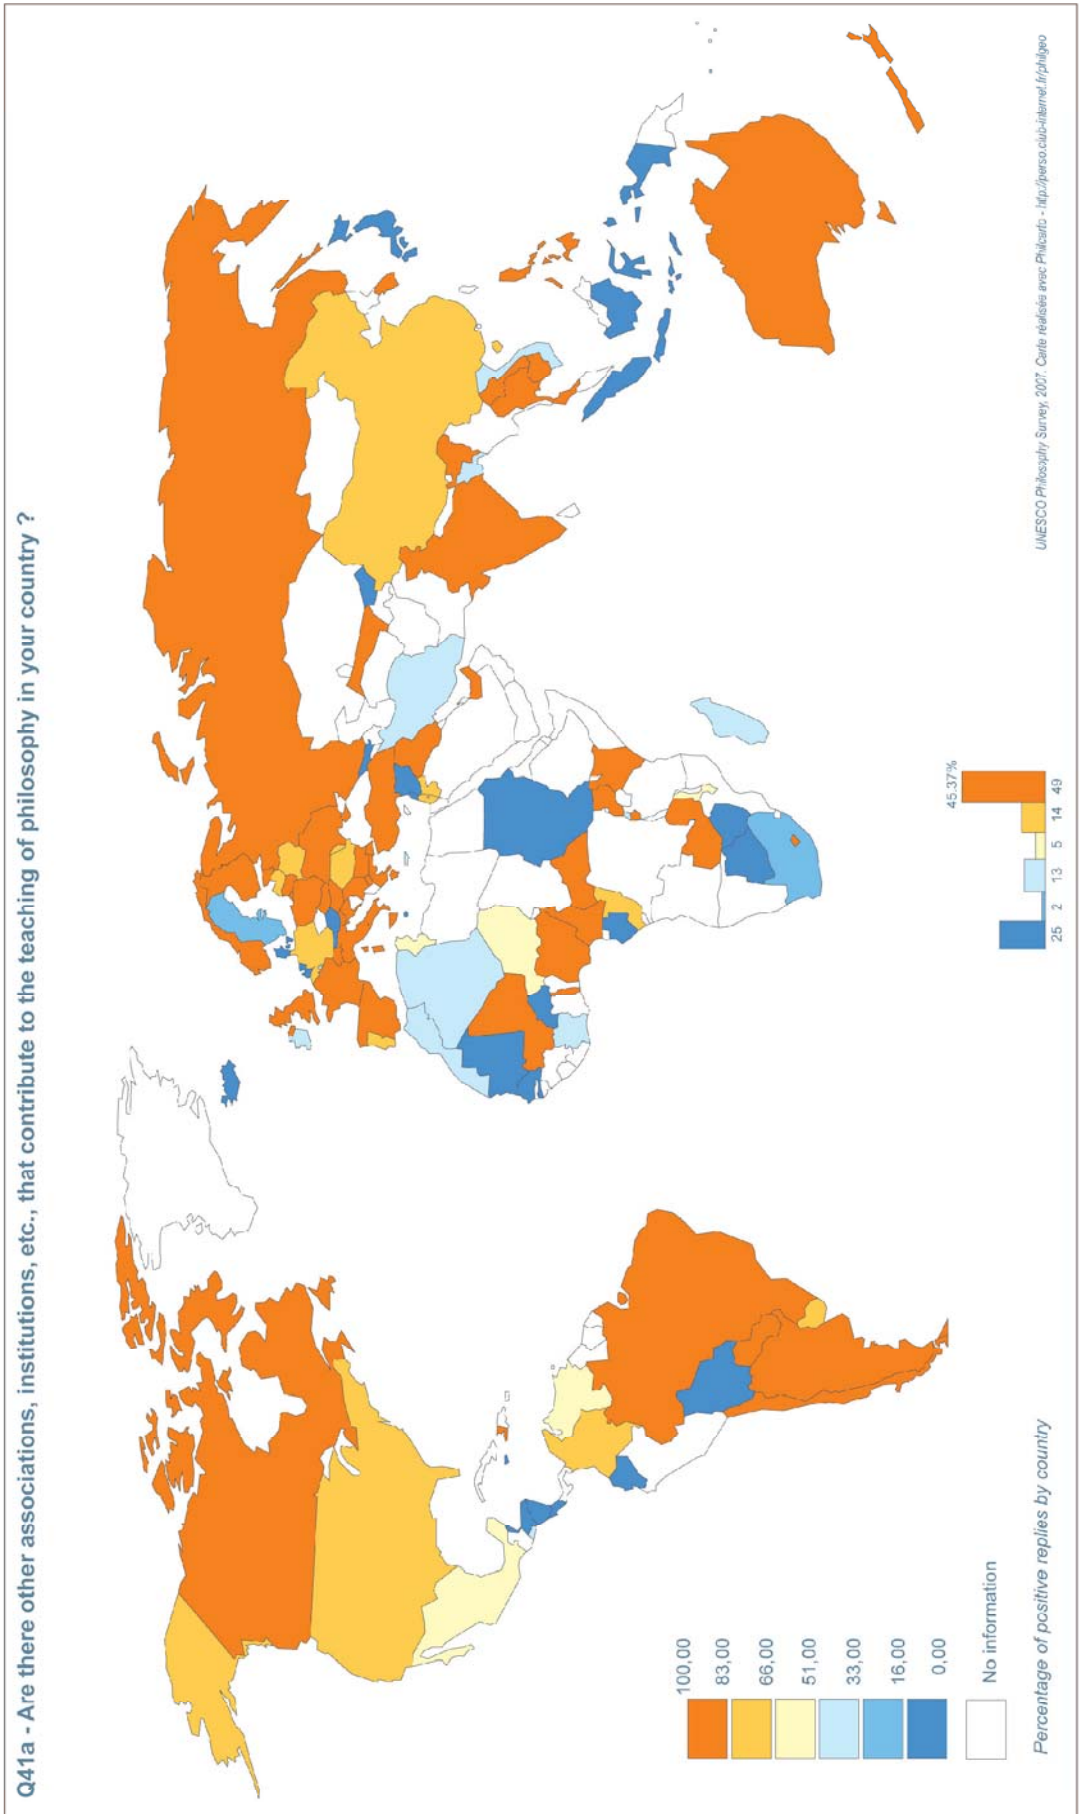 Q41a - Are there other associations, institutions, etc., that contribute to the teaching of philosophy in your country ?
100,00
83,00
66,00
51,00
33,00
16,00
0,00
No information
Percentage of positive replies by country
45.37%
25 2 13 5 14 49
UNESCO Philosophy Survey, 2007. Carte réalisée avec Philcarto - http://perso.club-internet.fr/philgeo